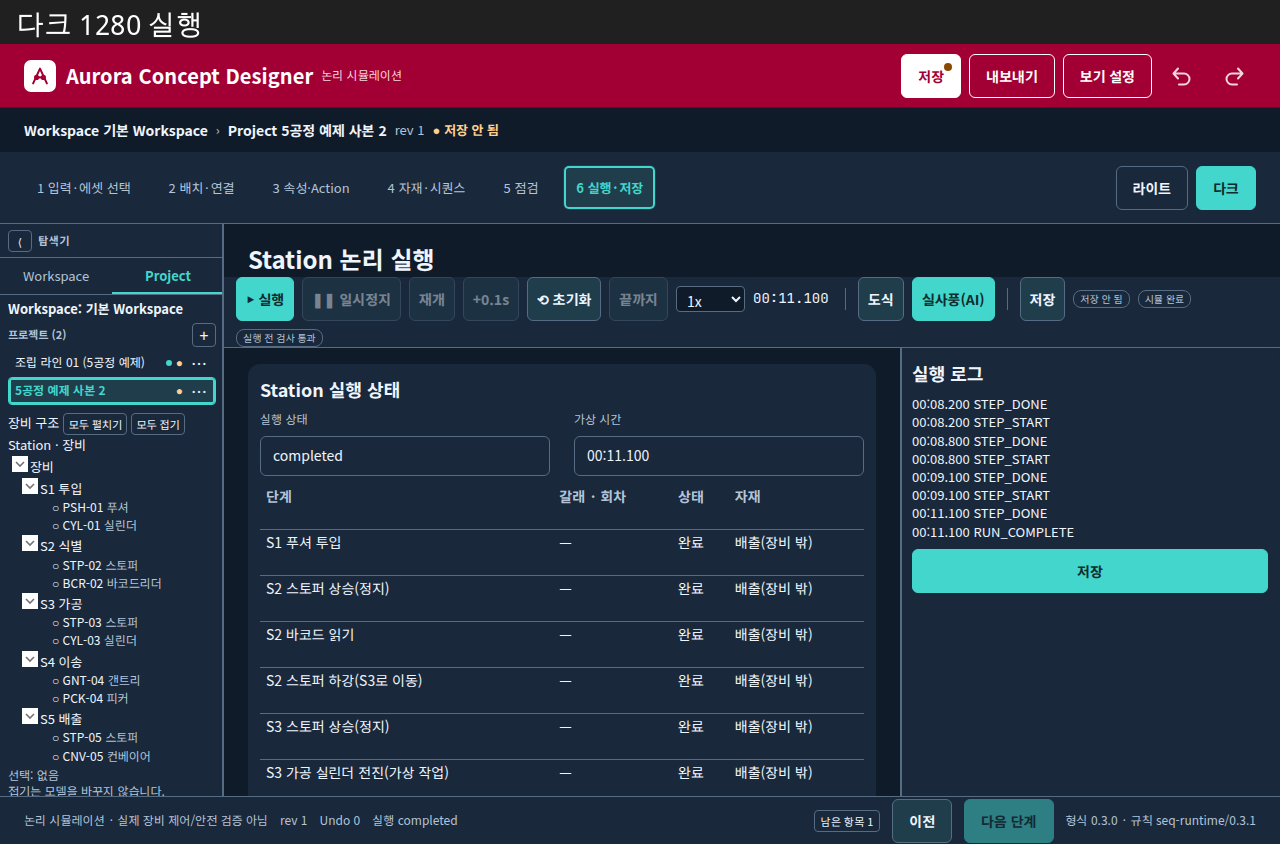 다크 1280 실행
Aurora Concept Designer 논리 시뮬레이션 저장 내보내기 보기 설정
Workspace 기본 Workspace › Project 5공정 예제 사본 2 rev 1 ● 저장 안 됨
1 입력·에셋 선택 2 배치·연결 3 속성·Action 4 자재·시퀀스 5 점검 6 실행·저장 라이트 다크
⟨ 탐색기
Workspace Project
Workspace: 기본 Workspace
프로젝트 (2) +
조립 라인 01 (5공정 예제) ● ● ···
5공정 예제 사본 2 ● ···
장비 구조 모두 펼치기 모두 접기
Station · 장비
장비
S1 투입
○ PSH-01 푸셔
○ CYL-01 실린더
S2 식별
○ STP-02 스토퍼
○ BCR-02 바코드리더
S3 가공
○ STP-03 스토퍼
○ CYL-03 실린더
S4 이송
○ GNT-04 갠트리
○ PCK-04 피커
S5 배출
○ STP-05 스토퍼
○ CNV-05 컨베이어
선택: 없음
접기는 모델을 바꾸지 않습니다.
Station 논리 실행
▶ 실행 ❚❚ 일시정지 재개 +0.1s ⟲ 초기화 끝까지 1x 00:11.100 도식 실사풍(AI) 저장 저장 안 됨 시뮬 완료
실행 전 검사 통과
Station 실행 상태
실행 상태 가상 시간
completed 00:11.100
단계 갈래 · 회차 상태 자재
S1 푸셔 투입 — 완료 배출(장비 밖)
S2 스토퍼 상승(정지) — 완료 배출(장비 밖)
S2 바코드 읽기 — 완료 배출(장비 밖)
S2 스토퍼 하강(S3로 이동) — 완료 배출(장비 밖)
S3 스토퍼 상승(정지) — 완료 배출(장비 밖)
S3 가공 실린더 전진(가상 작업) — 완료 배출(장비 밖)
실행 로그
00:08.200 STEP_DONE
00:08.200 STEP_START
00:08.800 STEP_DONE
00:08.800 STEP_START
00:09.100 STEP_DONE
00:09.100 STEP_START
00:11.100 STEP_DONE
00:11.100 RUN_COMPLETE
저장
논리 시뮬레이션 · 실제 장비 제어/안전 검증 아님 rev 1 Undo 0 실행 completed 남은 항목 1 이전 다음 단계 형식 0.3.0 · 규칙 seq-runtime/0.3.1